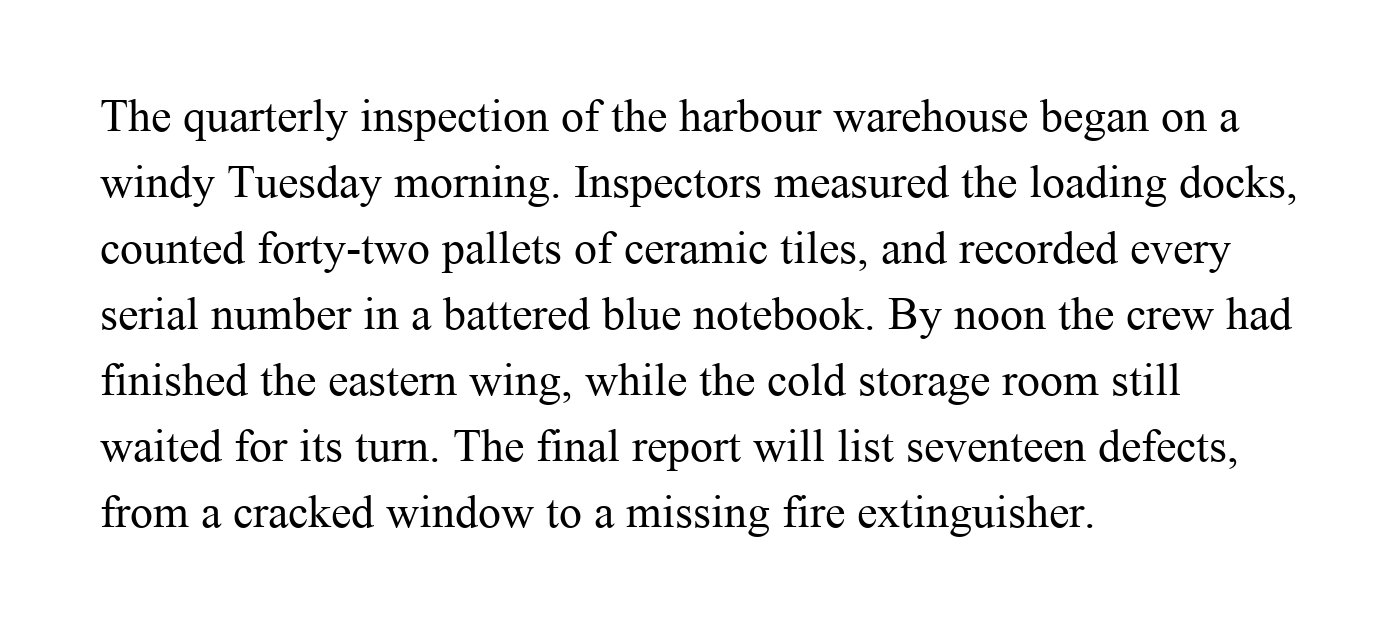 The quarterly inspection of the harbour warehouse began on a
windy Tuesday morning. Inspectors measured the loading docks,
counted forty-two pallets of ceramic tiles, and recorded every
serial number in a battered blue notebook. By noon the crew had
finished the eastern wing, while the cold storage room still
waited for its turn. The final report will list seventeen defects,
from a cracked window to a missing fire extinguisher.